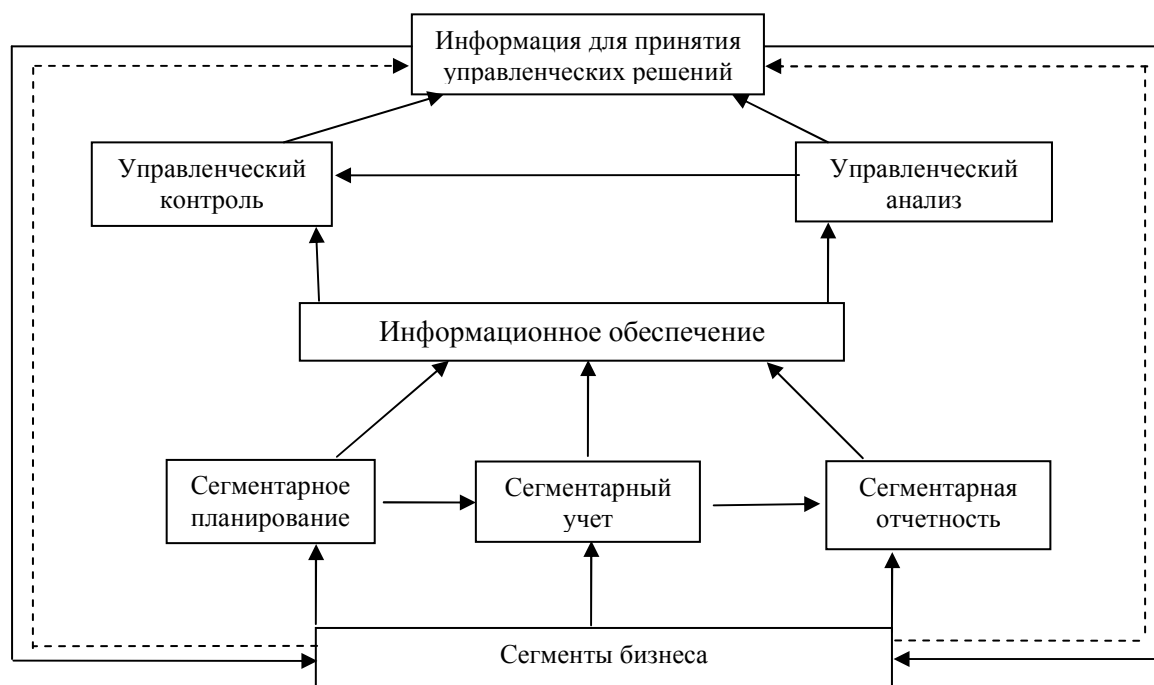 Информация для принятия
управленческих решений
Управленческий
контроль
Управленческий
анализ
Информационное обеспечение
Сегментарное
планирование
Сегментарный
учет
Сегментарная
отчетность
Сегменты бизнеса